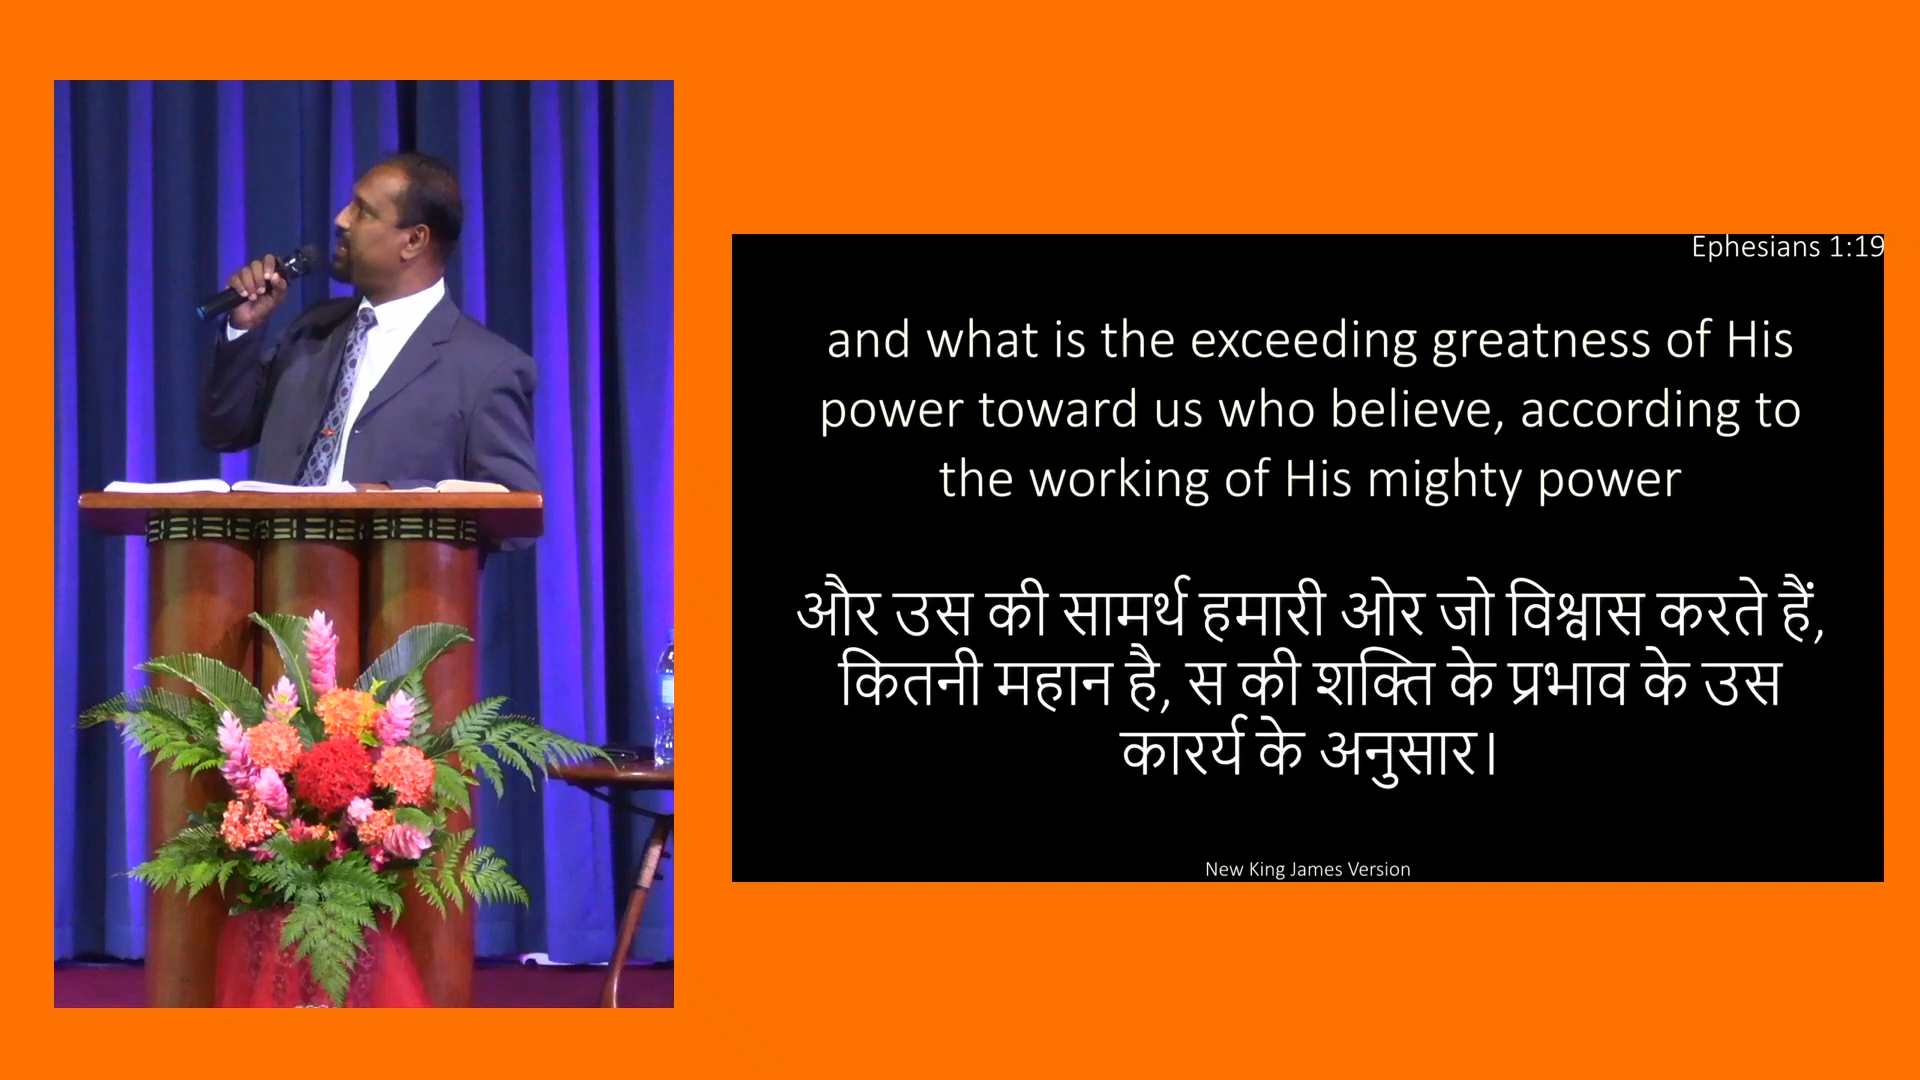 Ephesians 1:19
and what is the exceeding greatness of His
power toward us who believe, according to
the working of His mighty power
और उस की सामर्थ हमारी ओर जो विश्वास करते हैं,
कितनी महान है, स की शक्ति के प्रभाव के उस
कारर्य के अनुसार।
New King James Version